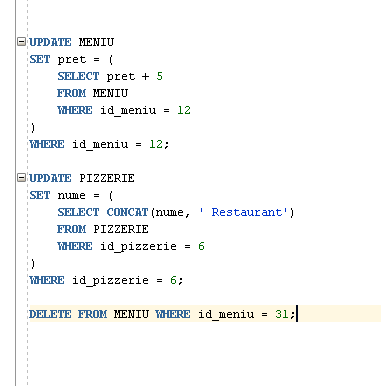 UPDATE MENIU
SET pret = (
    SELECT pret + 5
    FROM MENIU
    WHERE id_meniu = 12
)
WHERE id_meniu = 12;

UPDATE PIZZERIE
SET nume = (
    SELECT CONCAT(nume, ' Restaurant')
    FROM PIZZERIE
    WHERE id_pizzerie = 6
)
WHERE id_pizzerie = 6;

DELETE FROM MENIU WHERE id_meniu = 31;